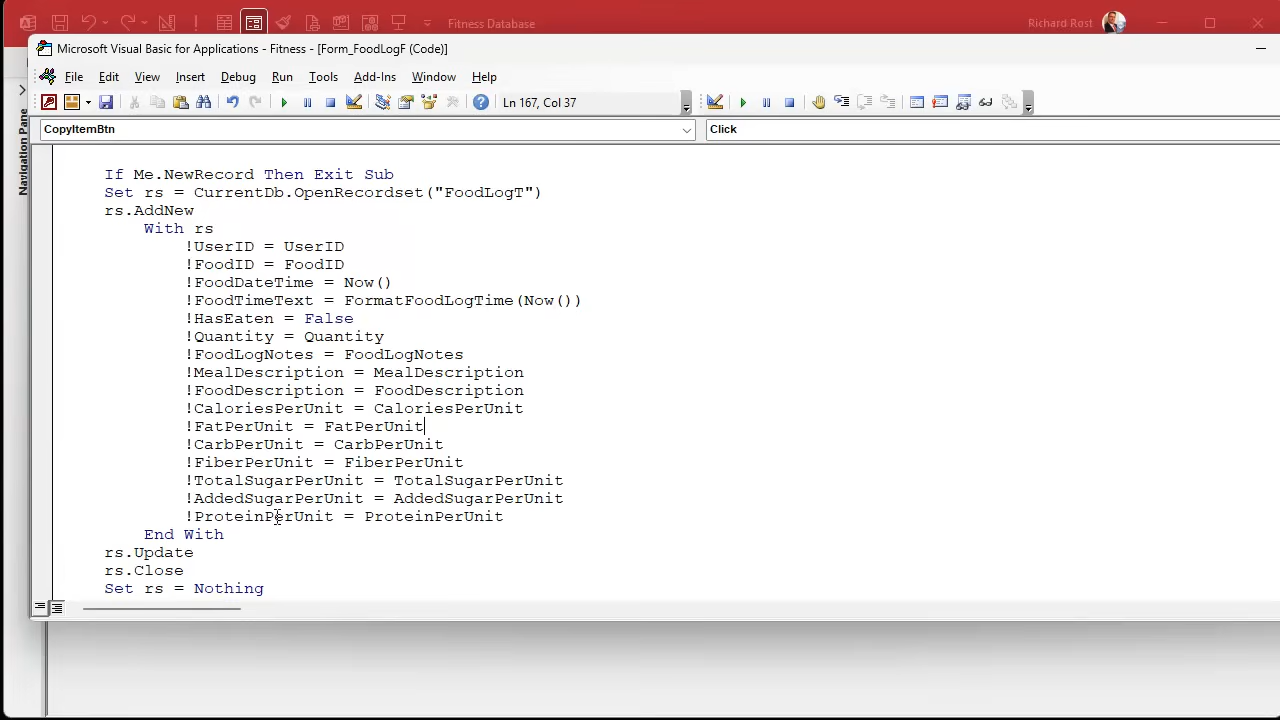 Fitness Database
Richard Rost
Microsoft Visual Basic for Applications - Fitness - [Form_FoodLogF (Code)]
File Edit View Insert Debug Run Tools Add-Ins Window Help
Ln 167, Col 37
CopyItemBtn
Click
Navigation Pane
If Me.NewRecord Then Exit Sub
Set rs = CurrentDb.OpenRecordset("FoodLogT")
rs.AddNew
With rs
!UserID = UserID
!FoodID = FoodID
!FoodDateTime = Now()
!FoodTimeText = FormatFoodLogTime(Now())
!HasEaten = False
!Quantity = Quantity
!FoodLogNotes = FoodLogNotes
!MealDescription = MealDescription
!FoodDescription = FoodDescription
!CaloriesPerUnit = CaloriesPerUnit
!FatPerUnit = FatPerUnit
!CarbPerUnit = CarbPerUnit
!FiberPerUnit = FiberPerUnit
!TotalSugarPerUnit = TotalSugarPerUnit
!AddedSugarPerUnit = AddedSugarPerUnit
!ProteinPerUnit = ProteinPerUnit
End With
rs.Update
rs.Close
Set rs = Nothing